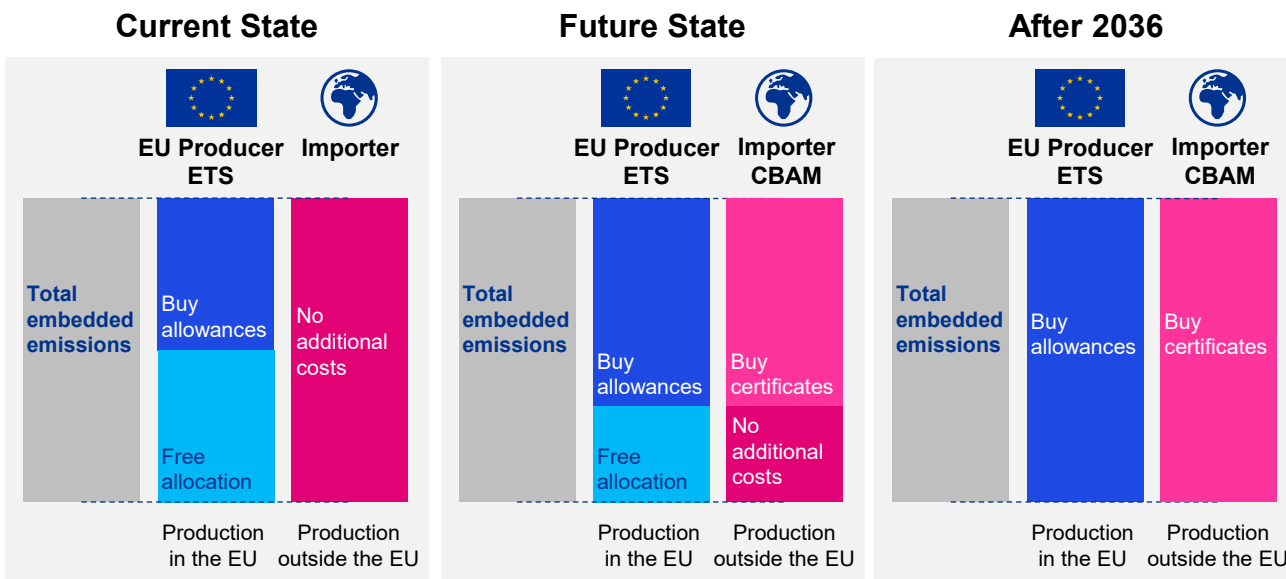 Current State
EU Producer
ETS
Importer
Total
embedded
emissions
Buy
allowances
Free
allocation
No
additional
costs
Production
in the EU
Production
outside the EU
Future State
EU Producer
ETS
Importer
CBAM
Total
embedded
emissions
Buy
allowances
Free
allocation
Buy
certificates
No
additional
costs
Production
in the EU
Production
outside the EU
After 2036
EU Producer
ETS
Importer
CBAM
Total
embedded
emissions
Buy
allowances
Buy
certificates
Production
in the EU
Production
outside the EU